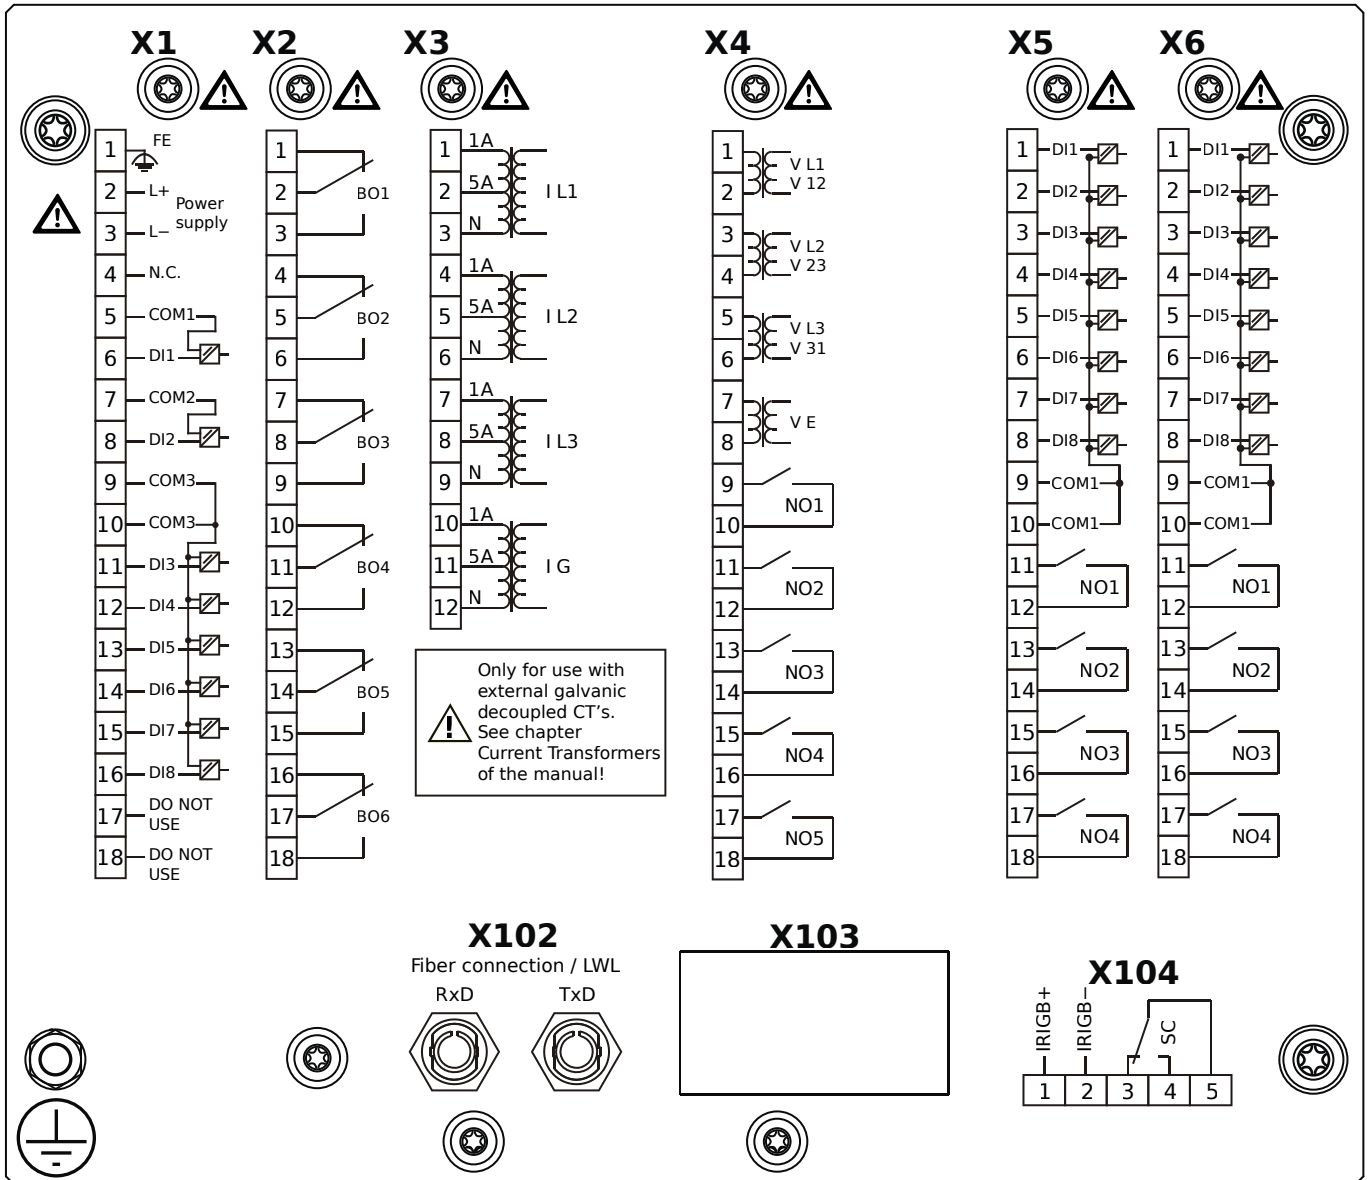 X1
X2
X3
X4
X5
X6
1 FE
2 L+
Power
supply
3 L−
4 N.C.
5 COM1
6 DI1
7 COM2
8 DI2
9 COM3
10 COM3
11 DI3
12 DI4
13 DI5
14 DI6
15 DI7
16 DI8
17 DO NOT
USE
18 DO NOT
USE
1
2 BO1
3
4
5 BO2
6
7
8 BO3
9
10
11 BO4
12
13
14 BO5
15
16
17 BO6
18
1 1A
2 5A I L1
3 N
4 1A
5 5A I L2
6 N
7 1A
8 5A I L3
9 N
10 1A
11 5A I G
12 N
Only for use with
external galvanic
decoupled CT's.
See chapter
Current Transformers
of the manual!
1 V L1
2 V 12
3 V L2
4 V 23
5 V L3
6 V 31
7
V E
8
9
NO1
10
11
NO2
12
13
NO3
14
15
NO4
16
17
NO5
18
1 DI1
2 DI2
3 DI3
4 DI4
5 DI5
6 DI6
7 DI7
8 DI8
9 COM1
10 COM1
11
NO1
12
13
NO2
14
15
NO3
16
17
NO4
18
1 DI1
2 DI2
3 DI3
4 DI4
5 DI5
6 DI6
7 DI7
8 DI8
9 COM1
10 COM1
11
NO1
12
13
NO2
14
15
NO3
16
17
NO4
18
X102
Fiber connection / LWL
RxD TxD
X103
X104
IRIGB+
IRIGB−
SC
1 2 3 4 5